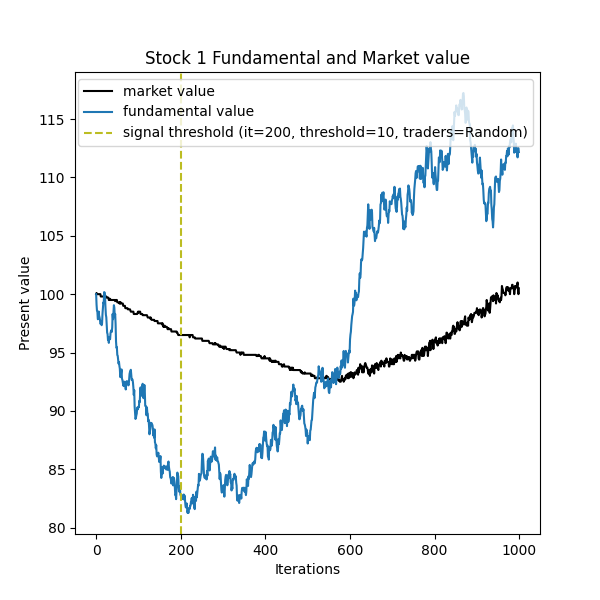 Stock 1 Fundamental and Market value
market value
fundamental value
signal threshold (it=200, threshold=10, traders=Random)
115
110
105
100
95
90
85
80
Present value
0 200 400 600 800 1000
Iterations